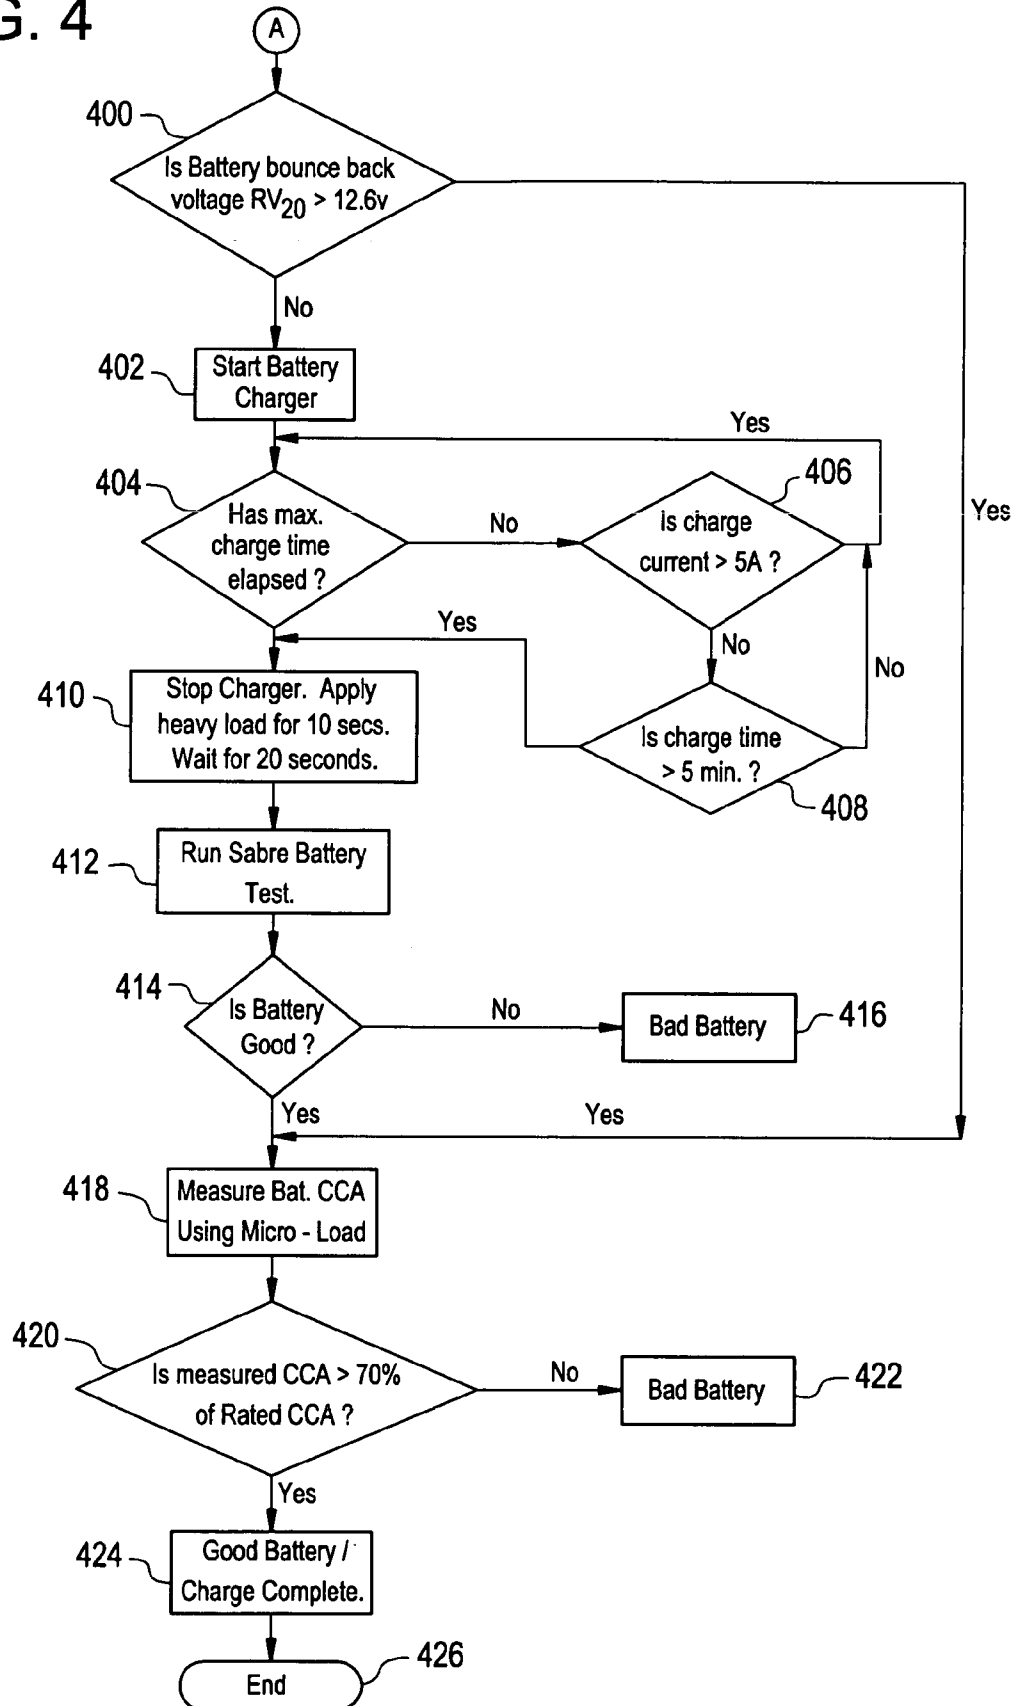 G. 4
A
400
Is Battery bounce back
voltage RV20 > 12.6v
No
402
Start Battery
Charger
Yes
404
Has max.
charge time
elapsed ?
No
406
Is charge
current > 5A ?
Yes
Yes
No
No
410
Stop Charger. Apply
heavy load for 10 secs.
Wait for 20 seconds.
Is charge time
> 5 min. ?
408
412
Run Sabre Battery
Test.
414
Is Battery
Good ?
No
Bad Battery
416
Yes
Yes
418
Measure Bat. CCA
Using Micro - Load
420
Is measured CCA > 70%
of Rated CCA ?
No
Bad Battery
422
Yes
424
Good Battery /
Charge Complete.
End
426